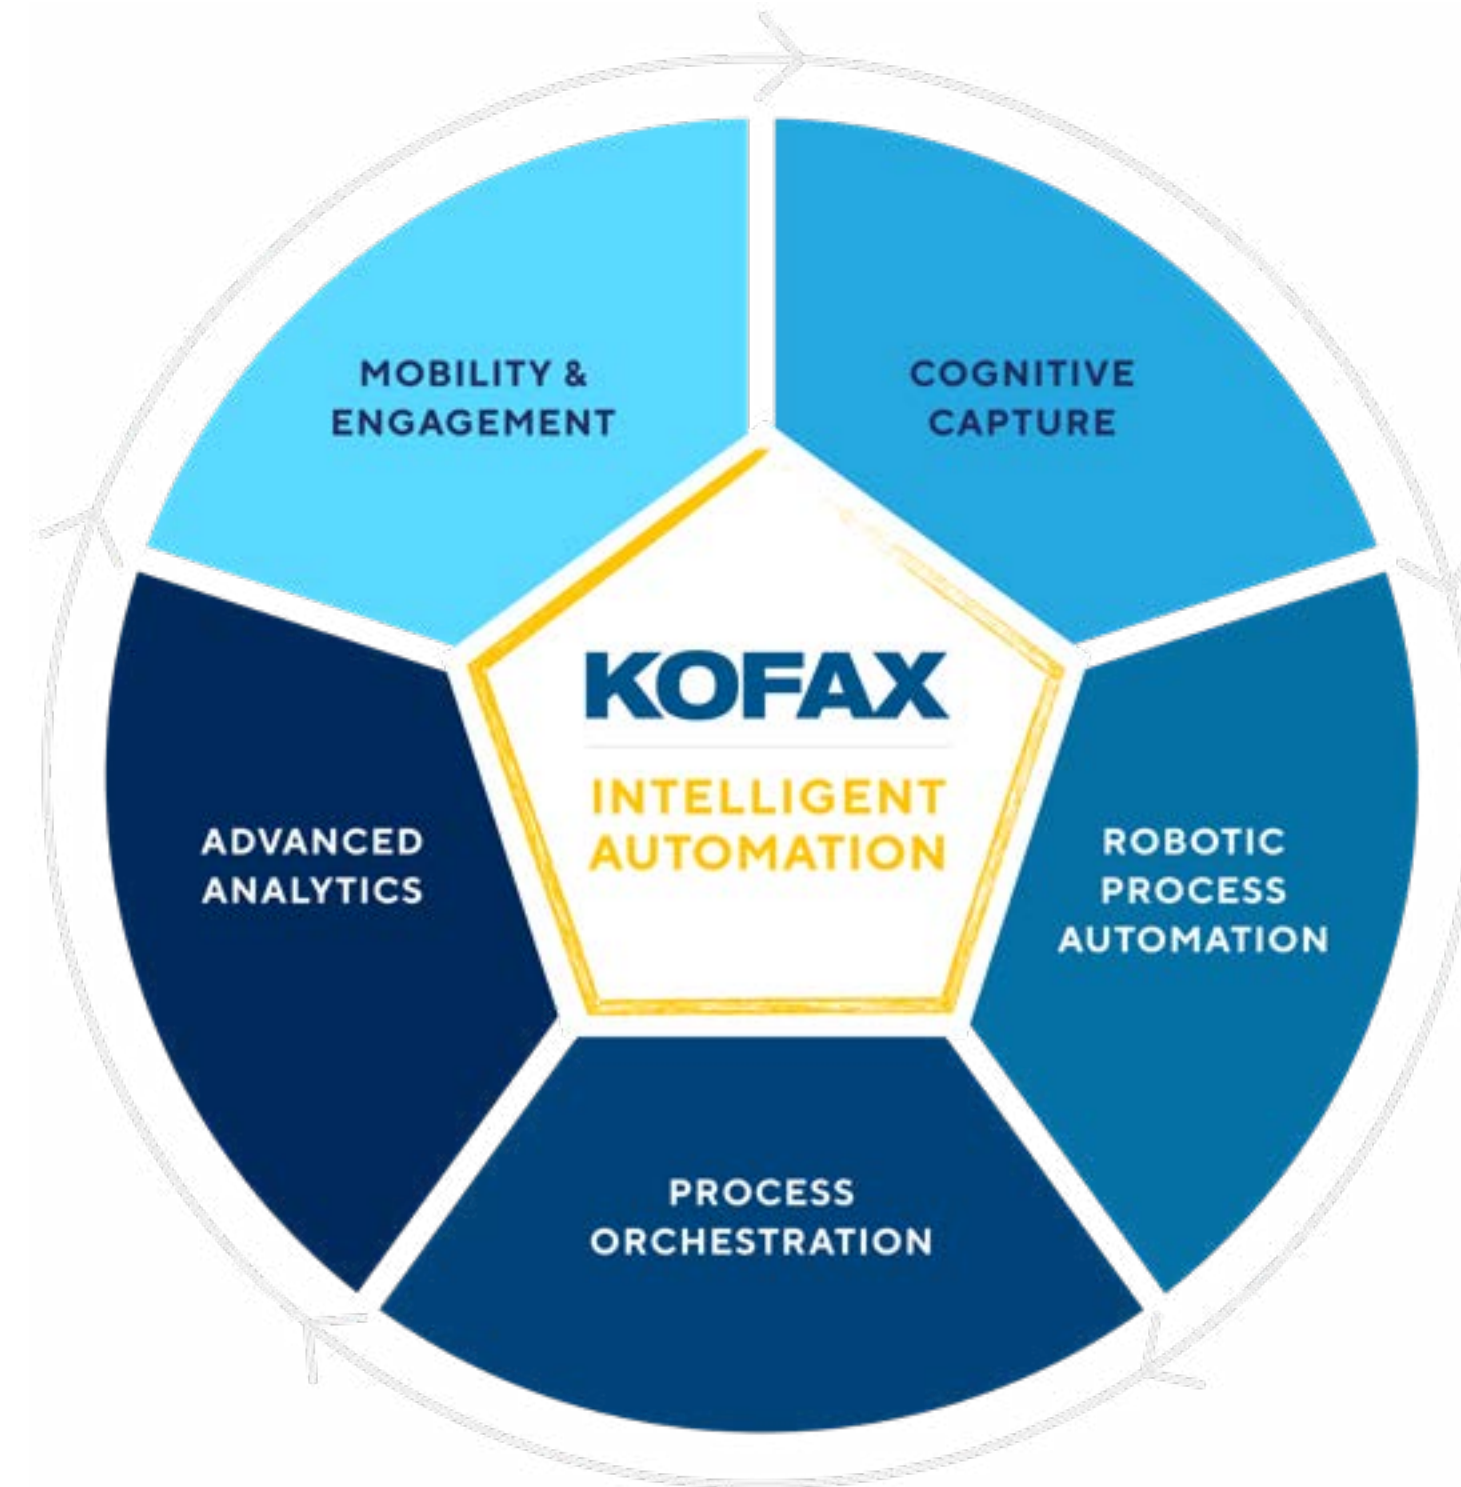 MOBILITY &
ENGAGEMENT
COGNITIVE
CAPTURE
KOFAX
INTELLIGENT
AUTOMATION
ADVANCED
ANALYTICS
ROBOTIC
PROCESS
AUTOMATION
PROCESS
ORCHESTRATION